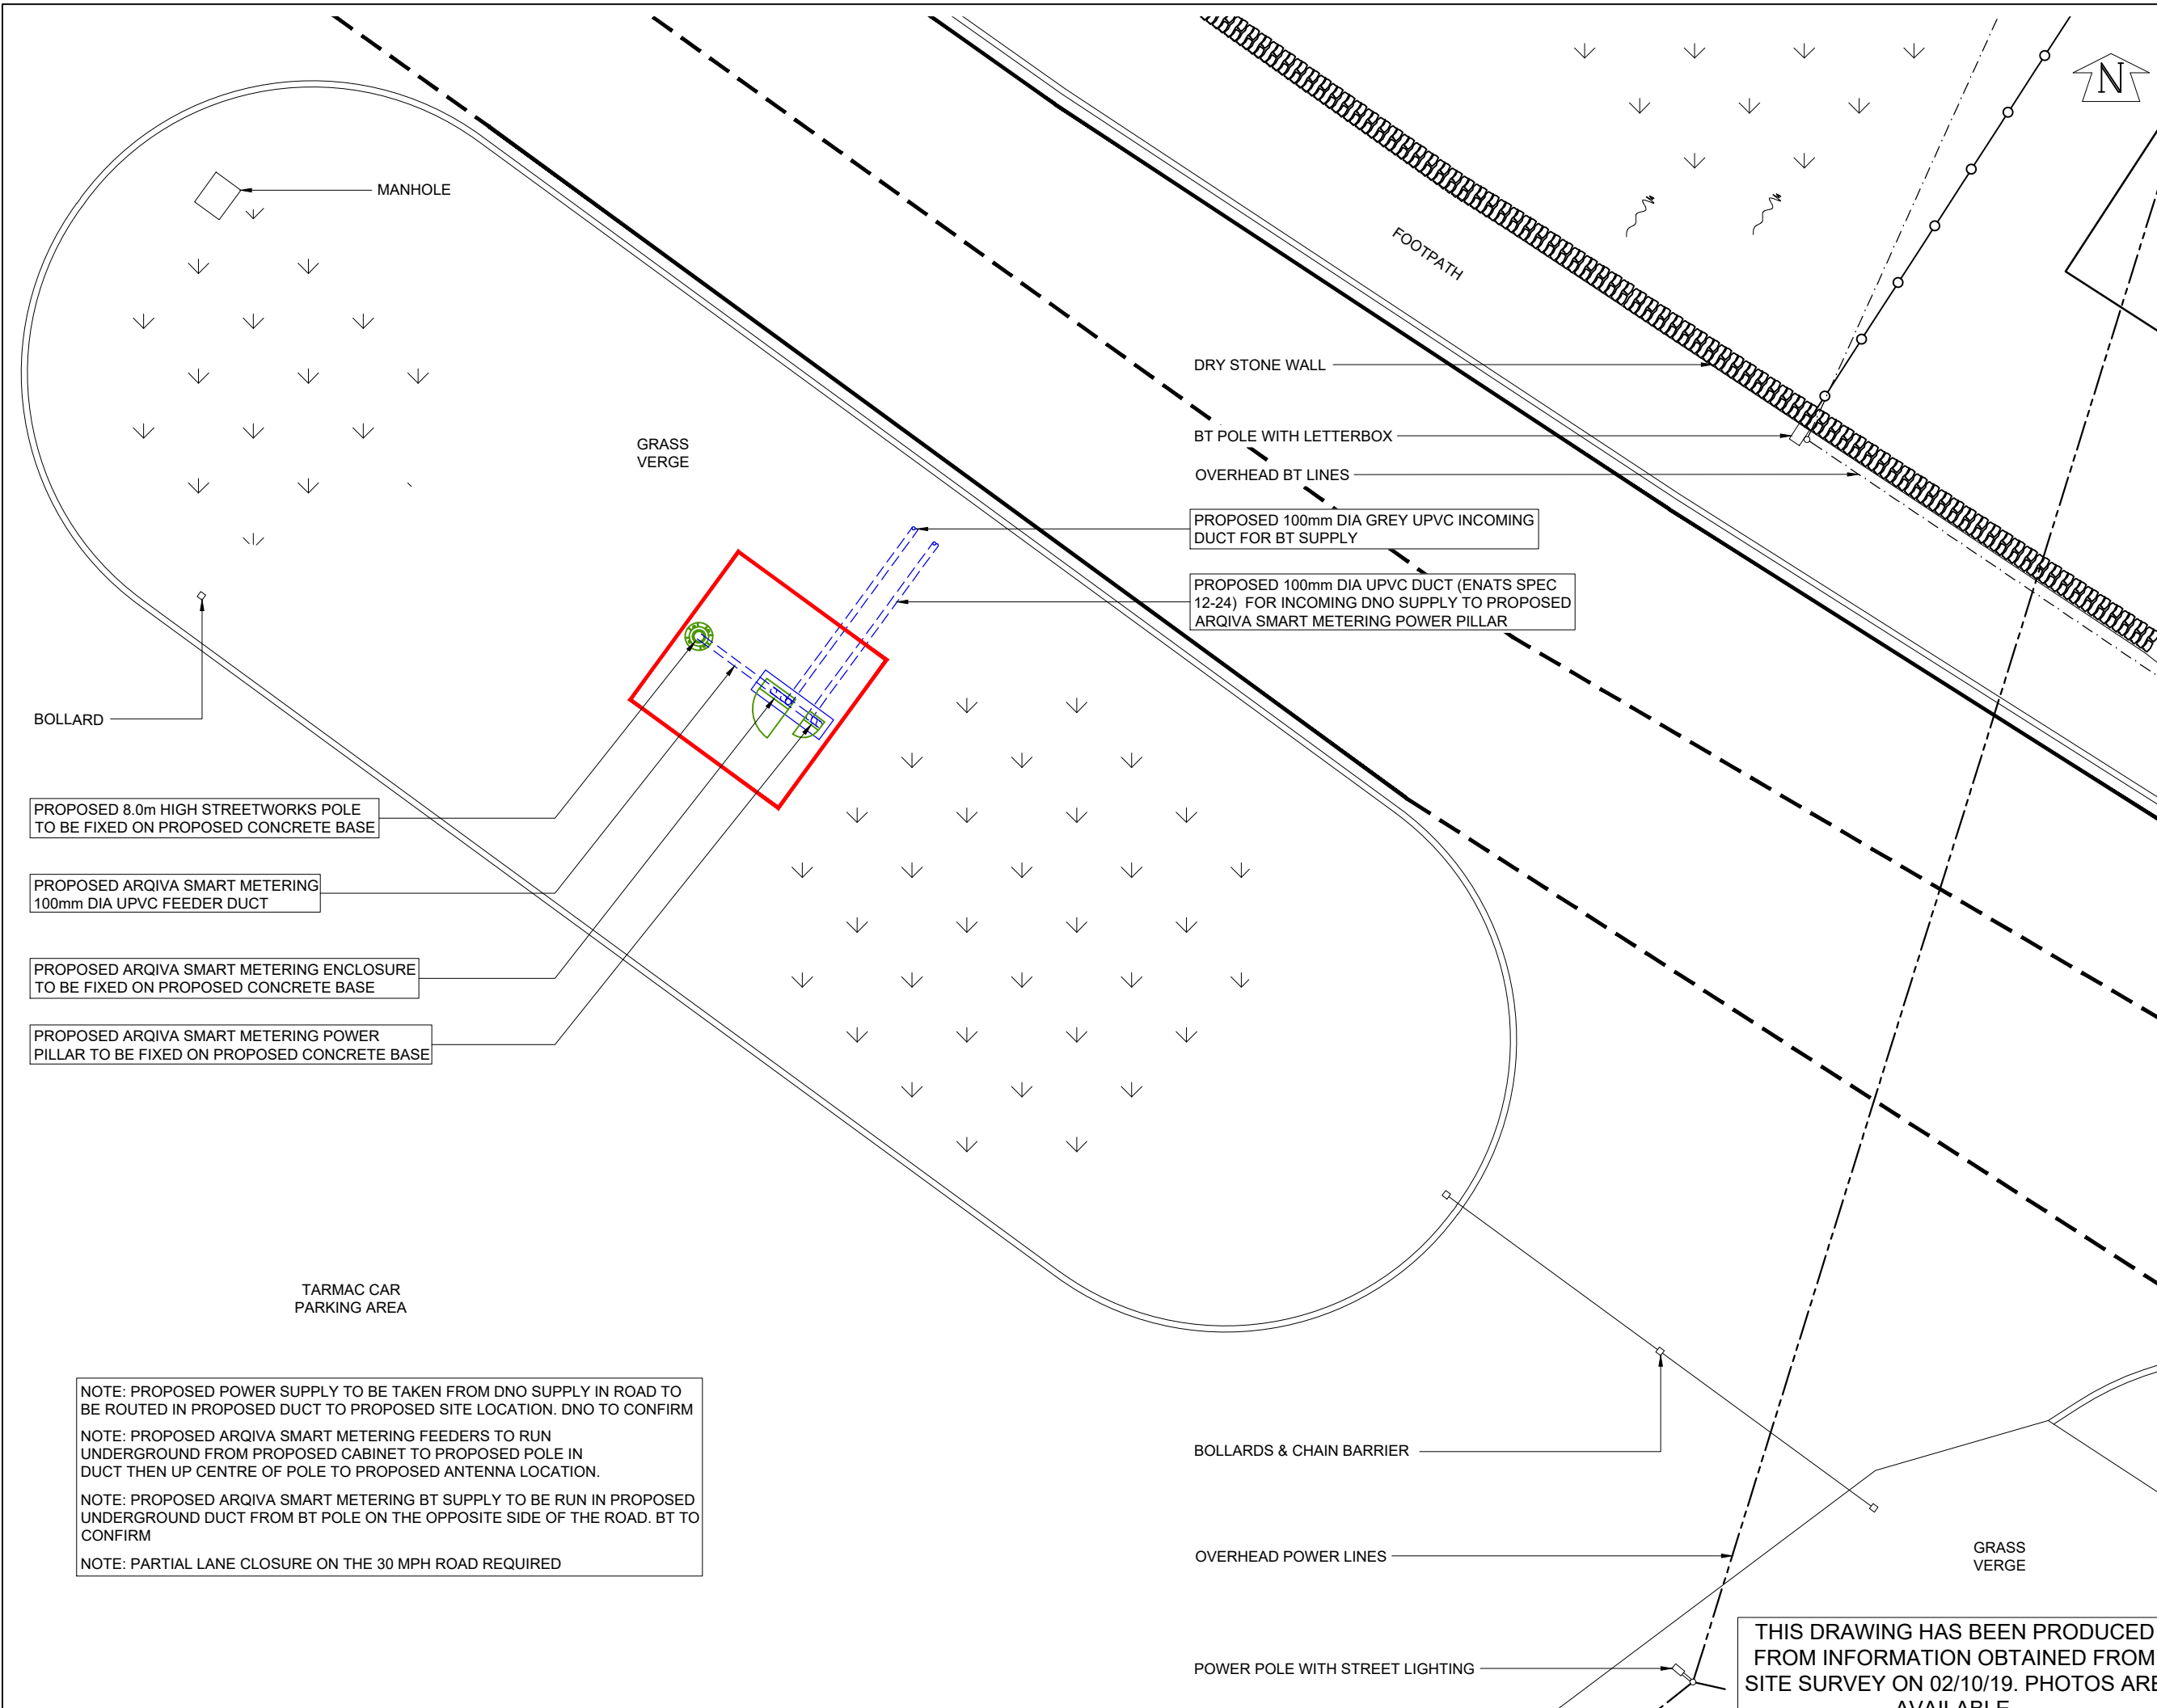 N
MANHOLE
FOOTPATH
DRY STONE WALL
GRASS
VERGE
BT POLE WITH LETTERBOX
OVERHEAD BT LINES
PROPOSED 100mm DIA GREY UPVC INCOMING
DUCT FOR BT SUPPLY
PROPOSED 100mm DIA UPVC DUCT (ENATS SPEC
12-24) FOR INCOMING DNO SUPPLY TO PROPOSED
ARQIVA SMART METERING POWER PILLAR
BOLLARD
PROPOSED 8.0m HIGH STREETWORKS POLE
TO BE FIXED ON PROPOSED CONCRETE BASE
PROPOSED ARQIVA SMART METERING
100mm DIA UPVC FEEDER DUCT
PROPOSED ARQIVA SMART METERING ENCLOSURE
TO BE FIXED ON PROPOSED CONCRETE BASE
PROPOSED ARQIVA SMART METERING POWER
PILLAR TO BE FIXED ON PROPOSED CONCRETE BASE
TARMAC CAR
PARKING AREA
NOTE: PROPOSED POWER SUPPLY TO BE TAKEN FROM DNO SUPPLY IN ROAD TO
BE ROUTED IN PROPOSED DUCT TO PROPOSED SITE LOCATION. DNO TO CONFIRM
NOTE: PROPOSED ARQIVA SMART METERING FEEDERS TO RUN
UNDERGROUND FROM PROPOSED CABINET TO PROPOSED POLE IN
DUCT THEN UP CENTRE OF POLE TO PROPOSED ANTENNA LOCATION.
NOTE: PROPOSED ARQIVA SMART METERING BT SUPPLY TO BE RUN IN PROPOSED
UNDERGROUND DUCT FROM BT POLE ON THE OPPOSITE SIDE OF THE ROAD. BT TO
CONFIRM
NOTE: PARTIAL LANE CLOSURE ON THE 30 MPH ROAD REQUIRED
BOLLARDS & CHAIN BARRIER
OVERHEAD POWER LINES
GRASS
VERGE
POWER POLE WITH STREET LIGHTING
THIS DRAWING HAS BEEN PRODUCED
FROM INFORMATION OBTAINED FROM
SITE SURVEY ON 02/10/19. PHOTOS ARE
AVAILABLE